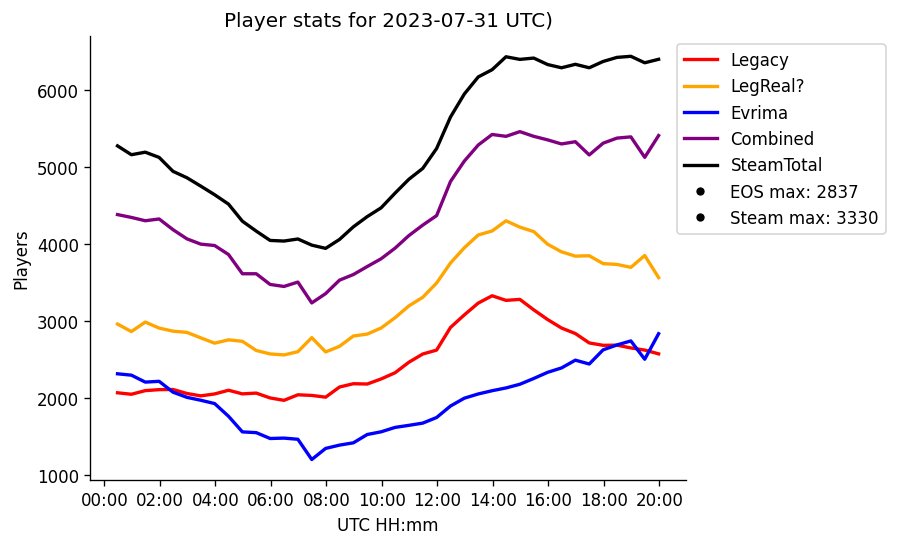 Player stats for 2023-07-31 UTC)
Legacy
LegReal?
Evrima
Combined
SteamTotal
EOS max: 2837
Steam max: 3330
Players
6000
5000
4000
3000
2000
1000
00:00 02:00 04:00 06:00 08:00 10:00 12:00 14:00 16:00 18:00 20:00
UTC HH:mm